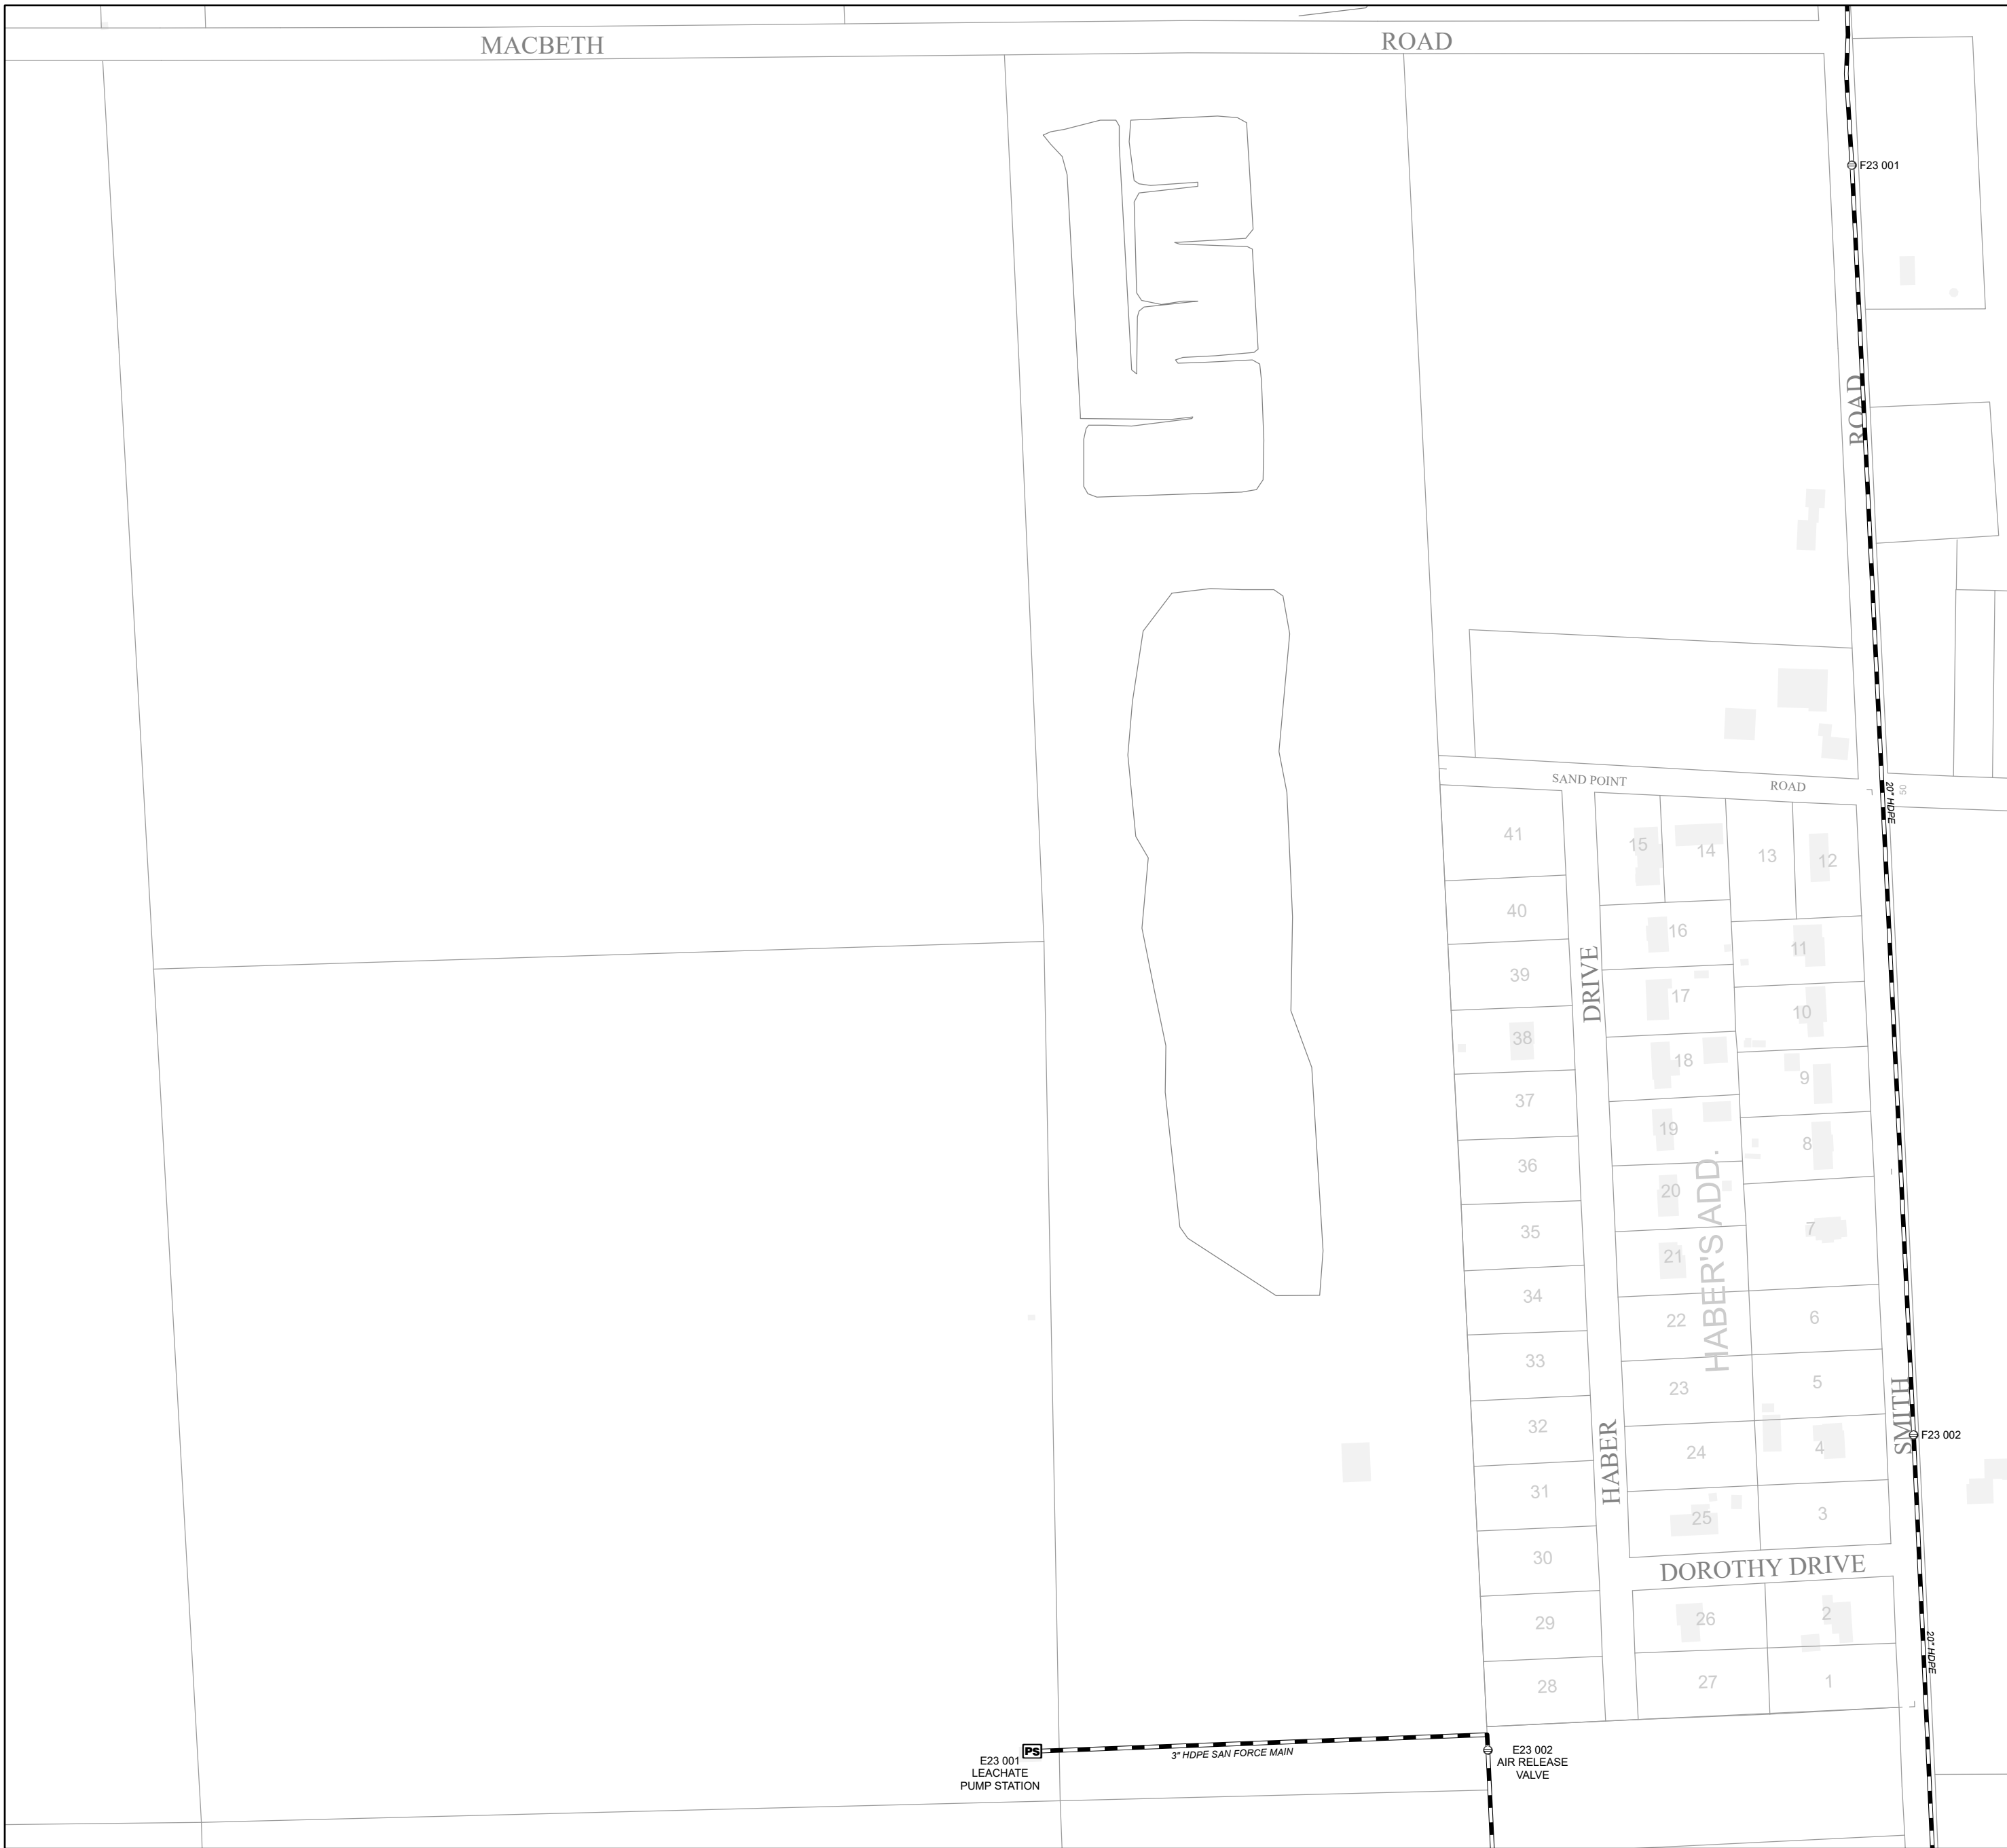 MACBETH ROAD
F23 001
ROAD
SAND POINT ROAD
20" HDPE
50
41
15
14
13
12
40
16
11
39
DRIVE
17
10
38
18
9
37
19
8
36
20
HABER'S ADD.
7
35
21
34
22
6
33
23
5
32
HABER
24
4
SMITH
F23 002
31
25
3
30
DOROTHY DRIVE
29
26
2
20" HDPE
28
27
1
PS
E23 001
LEACHATE
PUMP STATION
3" HDPE SAN FORCE MAIN
E23 002
AIR RELEASE
VALVE